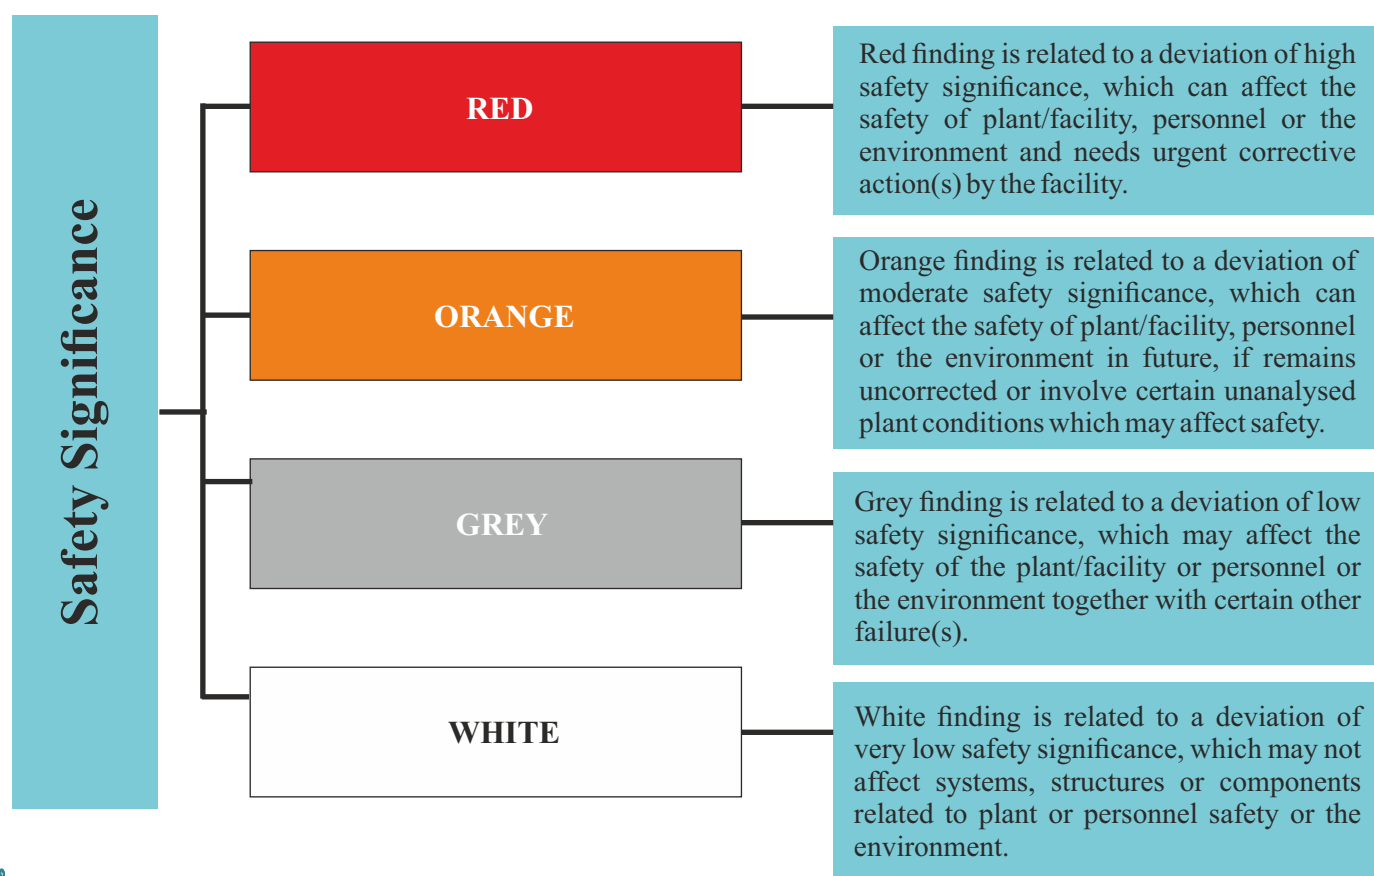 Safety Significance
RED
Red finding is related to a deviation of high
safety significance, which can affect the
safety of plant/facility, personnel or the
environment and needs urgent corrective
action(s) by the facility.
ORANGE
Orange finding is related to a deviation of
moderate safety significance, which can
affect the safety of plant/facility, personnel
or the environment in future, if remains
uncorrected or involve certain unanalysed
plant conditions which may affect safety.
GREY
Grey finding is related to a deviation of low
safety significance, which may affect the
safety of the plant/facility or personnel or
the environment together with certain other
failure(s).
WHITE
White finding is related to a deviation of
very low safety significance, which may not
affect systems, structures or components
related to plant or personnel safety or the
environment.